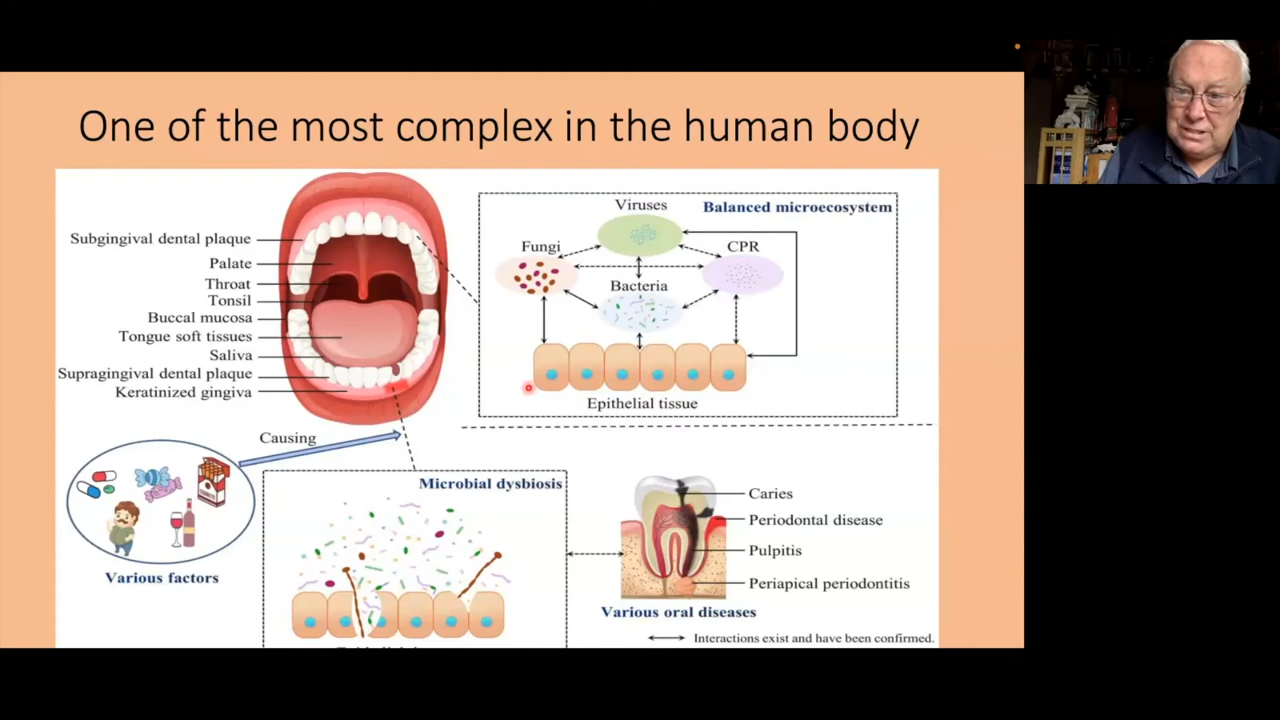 One of the most complex in the human body
Subgingival dental plaque
Palate
Throat
Tonsil
Buccal mucosa
Tongue soft tissues
Saliva
Supragingival dental plaque
Keratinized gingiva
Viruses
Balanced microecosystem
Fungi
CPR
Bacteria
Epithelial tissue
Causing
Various factors
Microbial dysbiosis
Caries
Periodontal disease
Pulpitis
Periapical periodontitis
Various oral diseases
Interactions exist and have been confirmed.